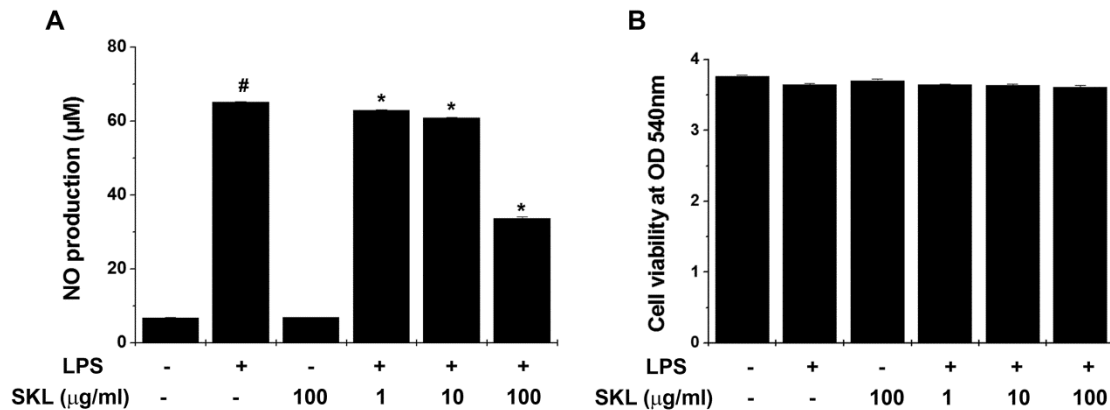 A
NO production (μM)
80
60
40
20
0
#
*
*
*
LPS - + - + + +
SKL (μg/ml) - - 100 1 10 100
B
Cell viability at OD 540nm
4
3
2
1
0
LPS - + - + + +
SKL (μg/ml) - - 100 1 10 100